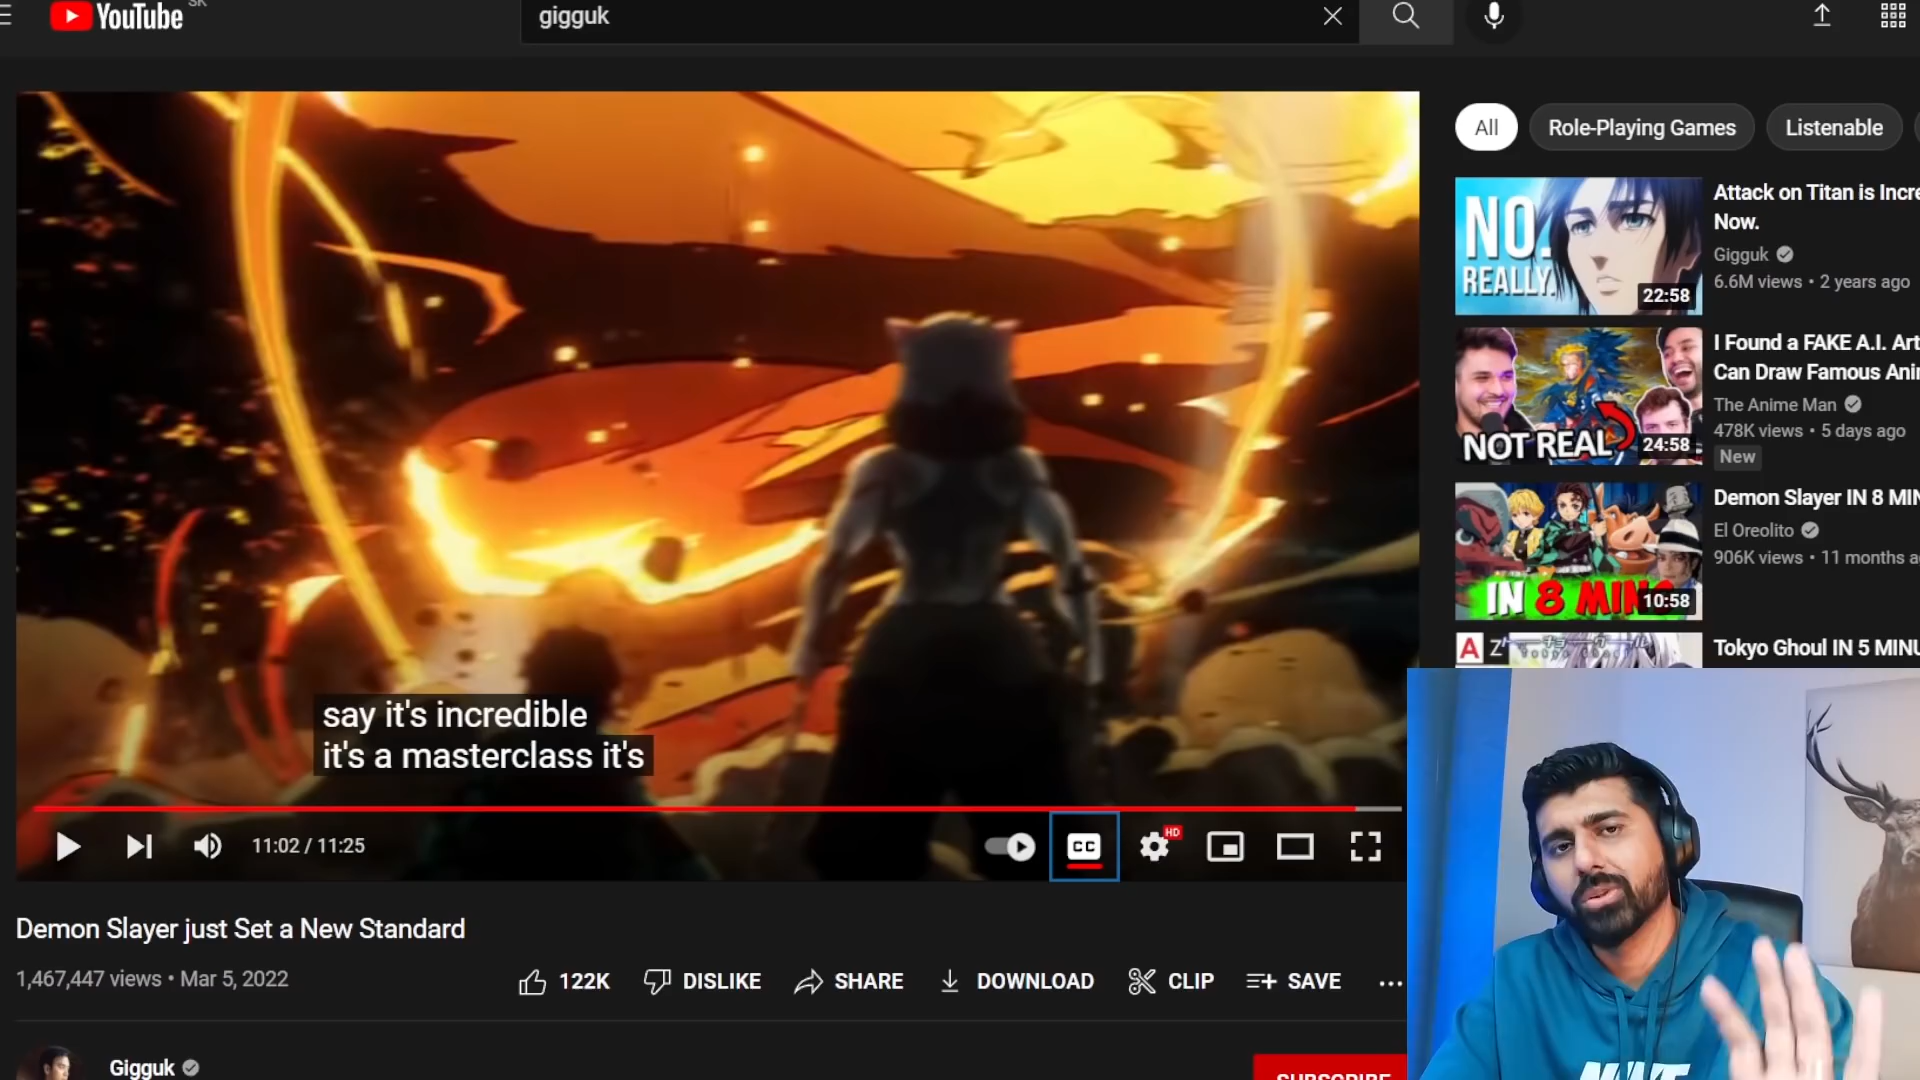 YouTube SK
gigguk
All
Role-Playing Games
Listenable
say it's incredible
it's a masterclass it's
11:02 / 11:25
CC
HD
Demon Slayer just Set a New Standard
1,467,447 views • Mar 5, 2022
122K
DISLIKE
SHARE
DOWNLOAD
CLIP
SAVE
Gigguk
SUBSCRIBE
NO.
REALLY.
22:58
Attack on Titan is Incre
Now.
Gigguk
6.6M views • 2 years ago
NOT REAL
24:58
I Found a FAKE A.I. Art
Can Draw Famous Ani
The Anime Man
478K views • 5 days ago
New
IN 8 MIN
10:58
Demon Slayer IN 8 MIN
El Oreolito
906K views • 11 months a
A Z
Tokyo Ghoul IN 5 MINU